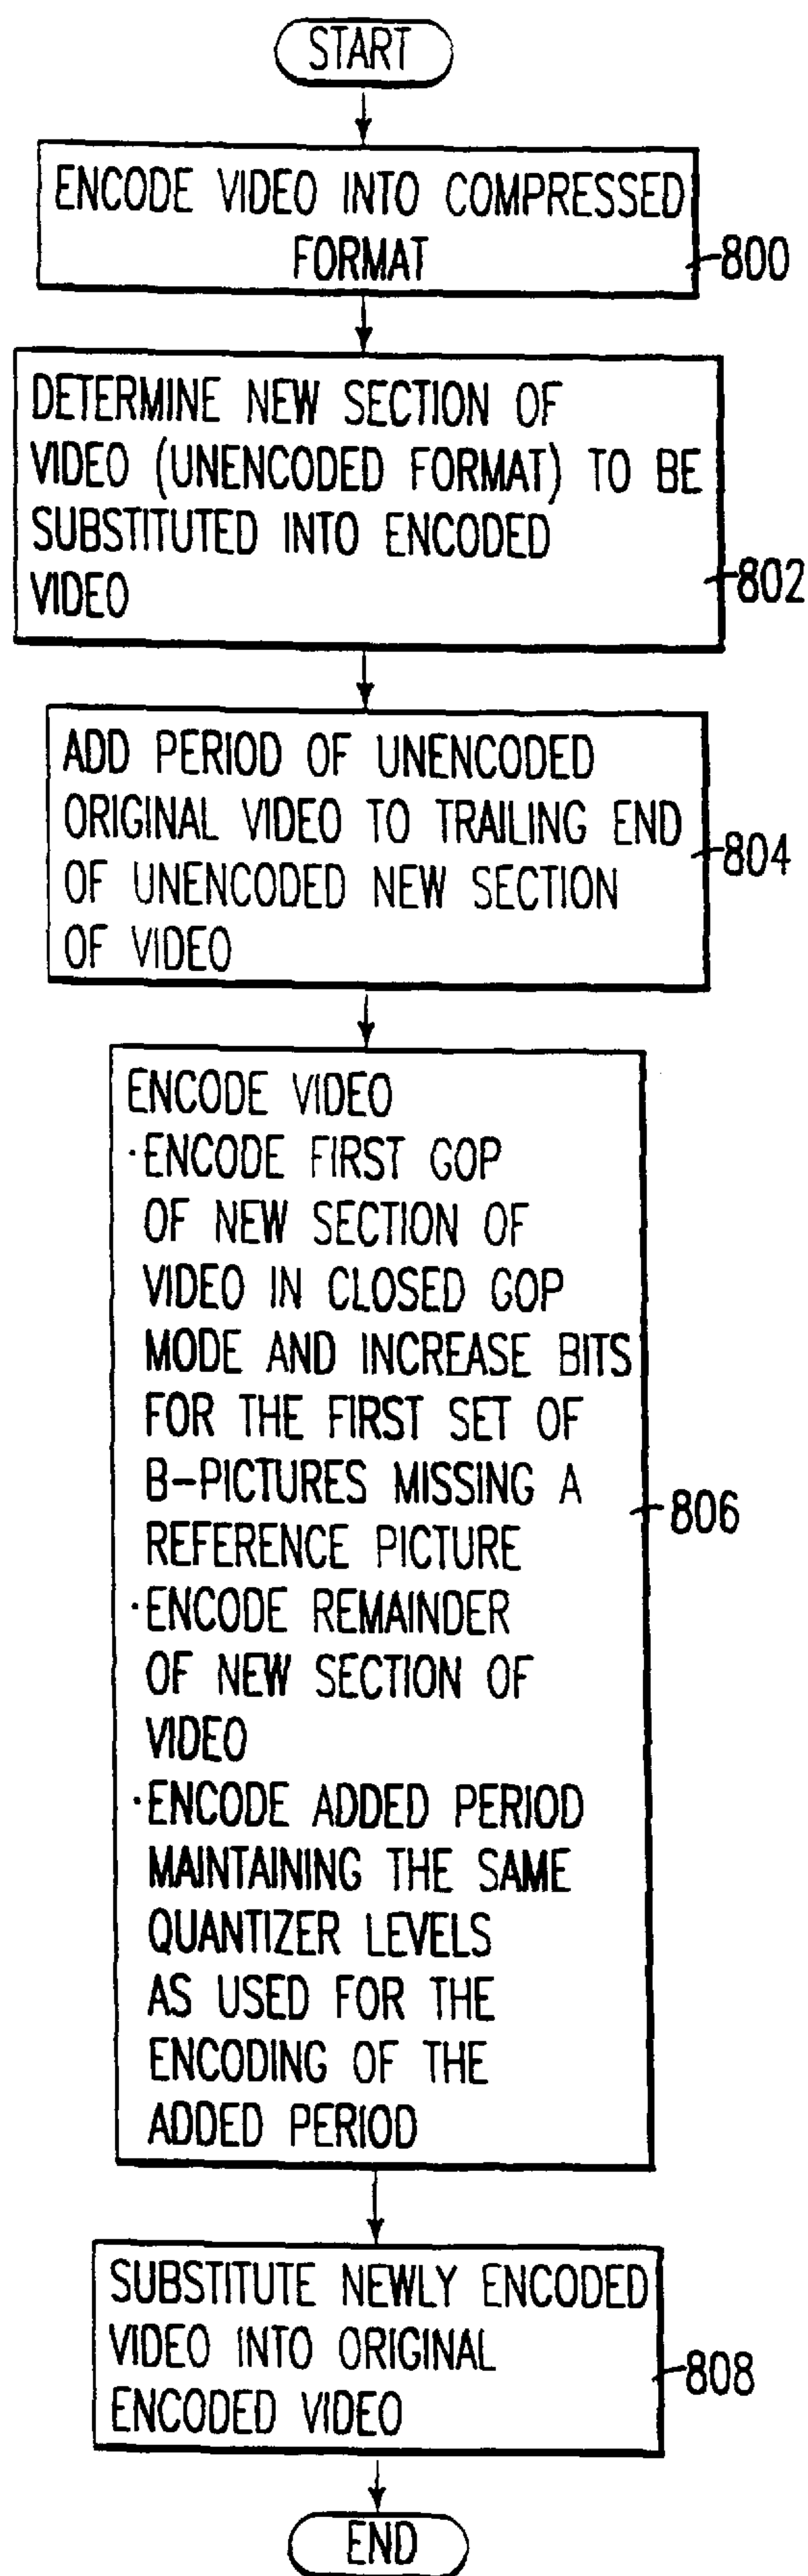 START
ENCODE VIDEO INTO COMPRESSED
FORMAT
800
DETERMINE NEW SECTION OF
VIDEO (UNENCODED FORMAT) TO BE
SUBSTITUTED INTO ENCODED
VIDEO
802
ADD PERIOD OF UNENCODED
ORIGINAL VIDEO TO TRAILING END
OF UNENCODED NEW SECTION
OF VIDEO
804
ENCODE VIDEO
·ENCODE FIRST GOP
OF NEW SECTION OF
VIDEO IN CLOSED GOP
MODE AND INCREASE BITS
FOR THE FIRST SET OF
B-PICTURES MISSING A
REFERENCE PICTURE
·ENCODE REMAINDER
OF NEW SECTION OF
VIDEO
·ENCODE ADDED PERIOD
MAINTAINING THE SAME
QUANTIZER LEVELS
AS USED FOR THE
ENCODING OF THE
ADDED PERIOD
806
SUBSTITUTE NEWLY ENCODED
VIDEO INTO ORIGINAL
ENCODED VIDEO
808
END